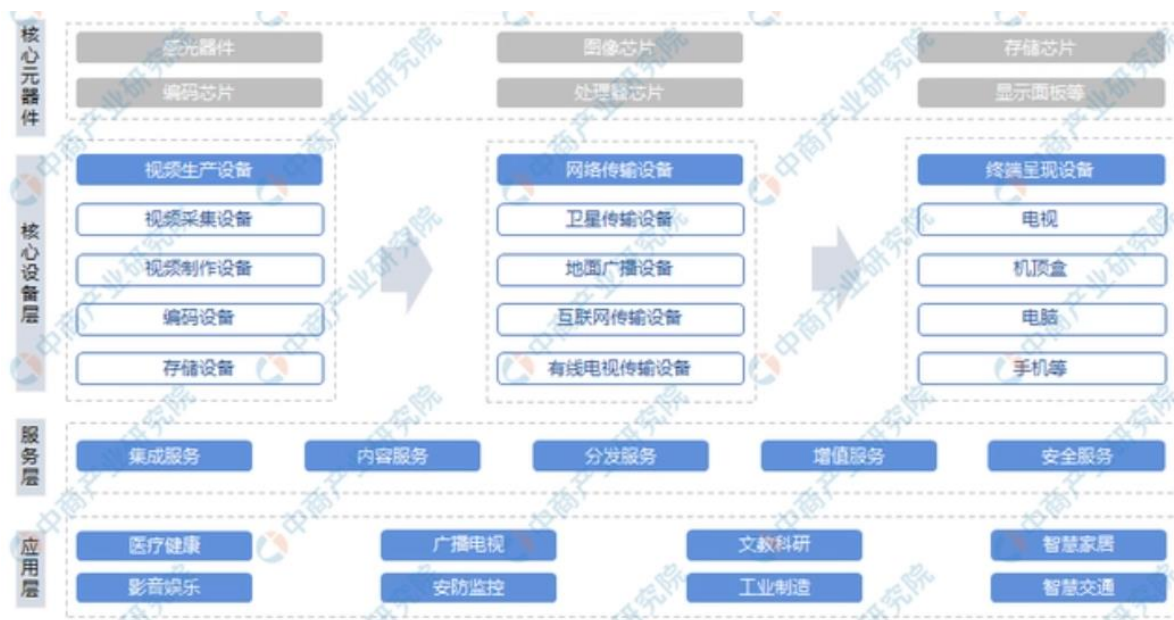 核心元器件
感光器件 图像芯片 存储芯片
编码芯片 处理器芯片 显示面板等
核心设备层
视频生产设备 网络传输设备 终端呈现设备
视频采集设备 卫星传输设备 电视
视频制作设备 地面广播设备 机顶盒
编码设备 互联网传输设备 电脑
存储设备 有线电视传输设备 手机等
服务层
集成服务 内容服务 分发服务 增值服务 安全服务
应用层
医疗健康 广播电视 文教科研 智慧家居
影音娱乐 安防监控 工业制造 智慧交通
中商产业研究院